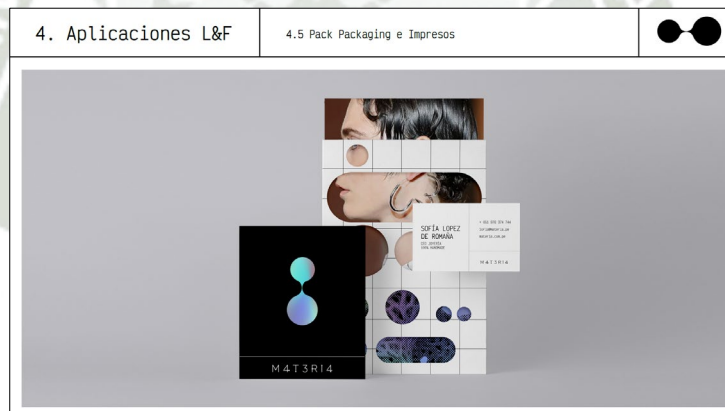 4. Aplicaciones L&F
4.5 Pack Packaging e Impresos
SOFÍA LOPEZ
DE ROMAÑA
M4T3RI4
M4T3RI4